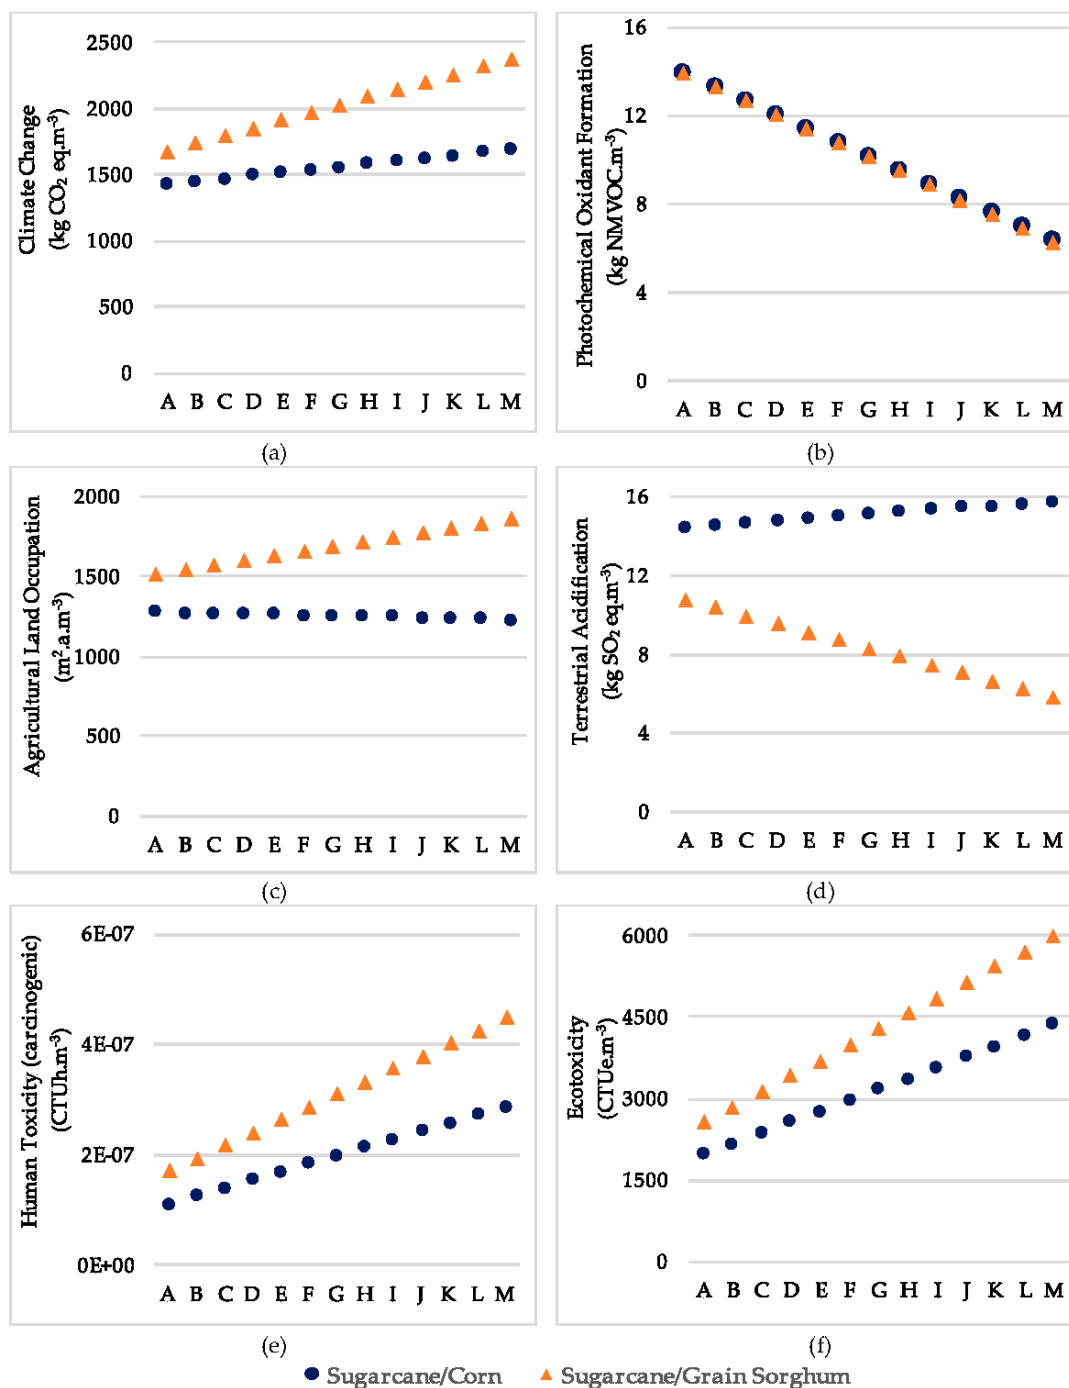 Climate Change
(kg CO₂ eq.m⁻³)
2500
2000
1500
1000
500
0
A B C D E F G H I J K L M
(a)
Photochemical Oxidant Formation
(kg NMVOC.m⁻³)
16
12
8
4
0
A B C D E F G H I J K L M
(b)
Agricultural Land Occupation
(m².a.m⁻³)
2000
1500
1000
500
0
A B C D E F G H I J K L M
(c)
Terrestrial Acidification
(kg SO₂ eq.m⁻³)
16
12
8
4
0
A B C D E F G H I J K L M
(d)
Human Toxicity (carcinogenic)
(CTUh.m⁻³)
6E-07
4E-07
2E-07
0E+00
A B C D E F G H I J K L M
(e)
Ecotoxicity
(CTUe.m⁻³)
6000
4500
3000
1500
0
A B C D E F G H I J K L M
(f)
Sugarcane/Corn
Sugarcane/Grain Sorghum